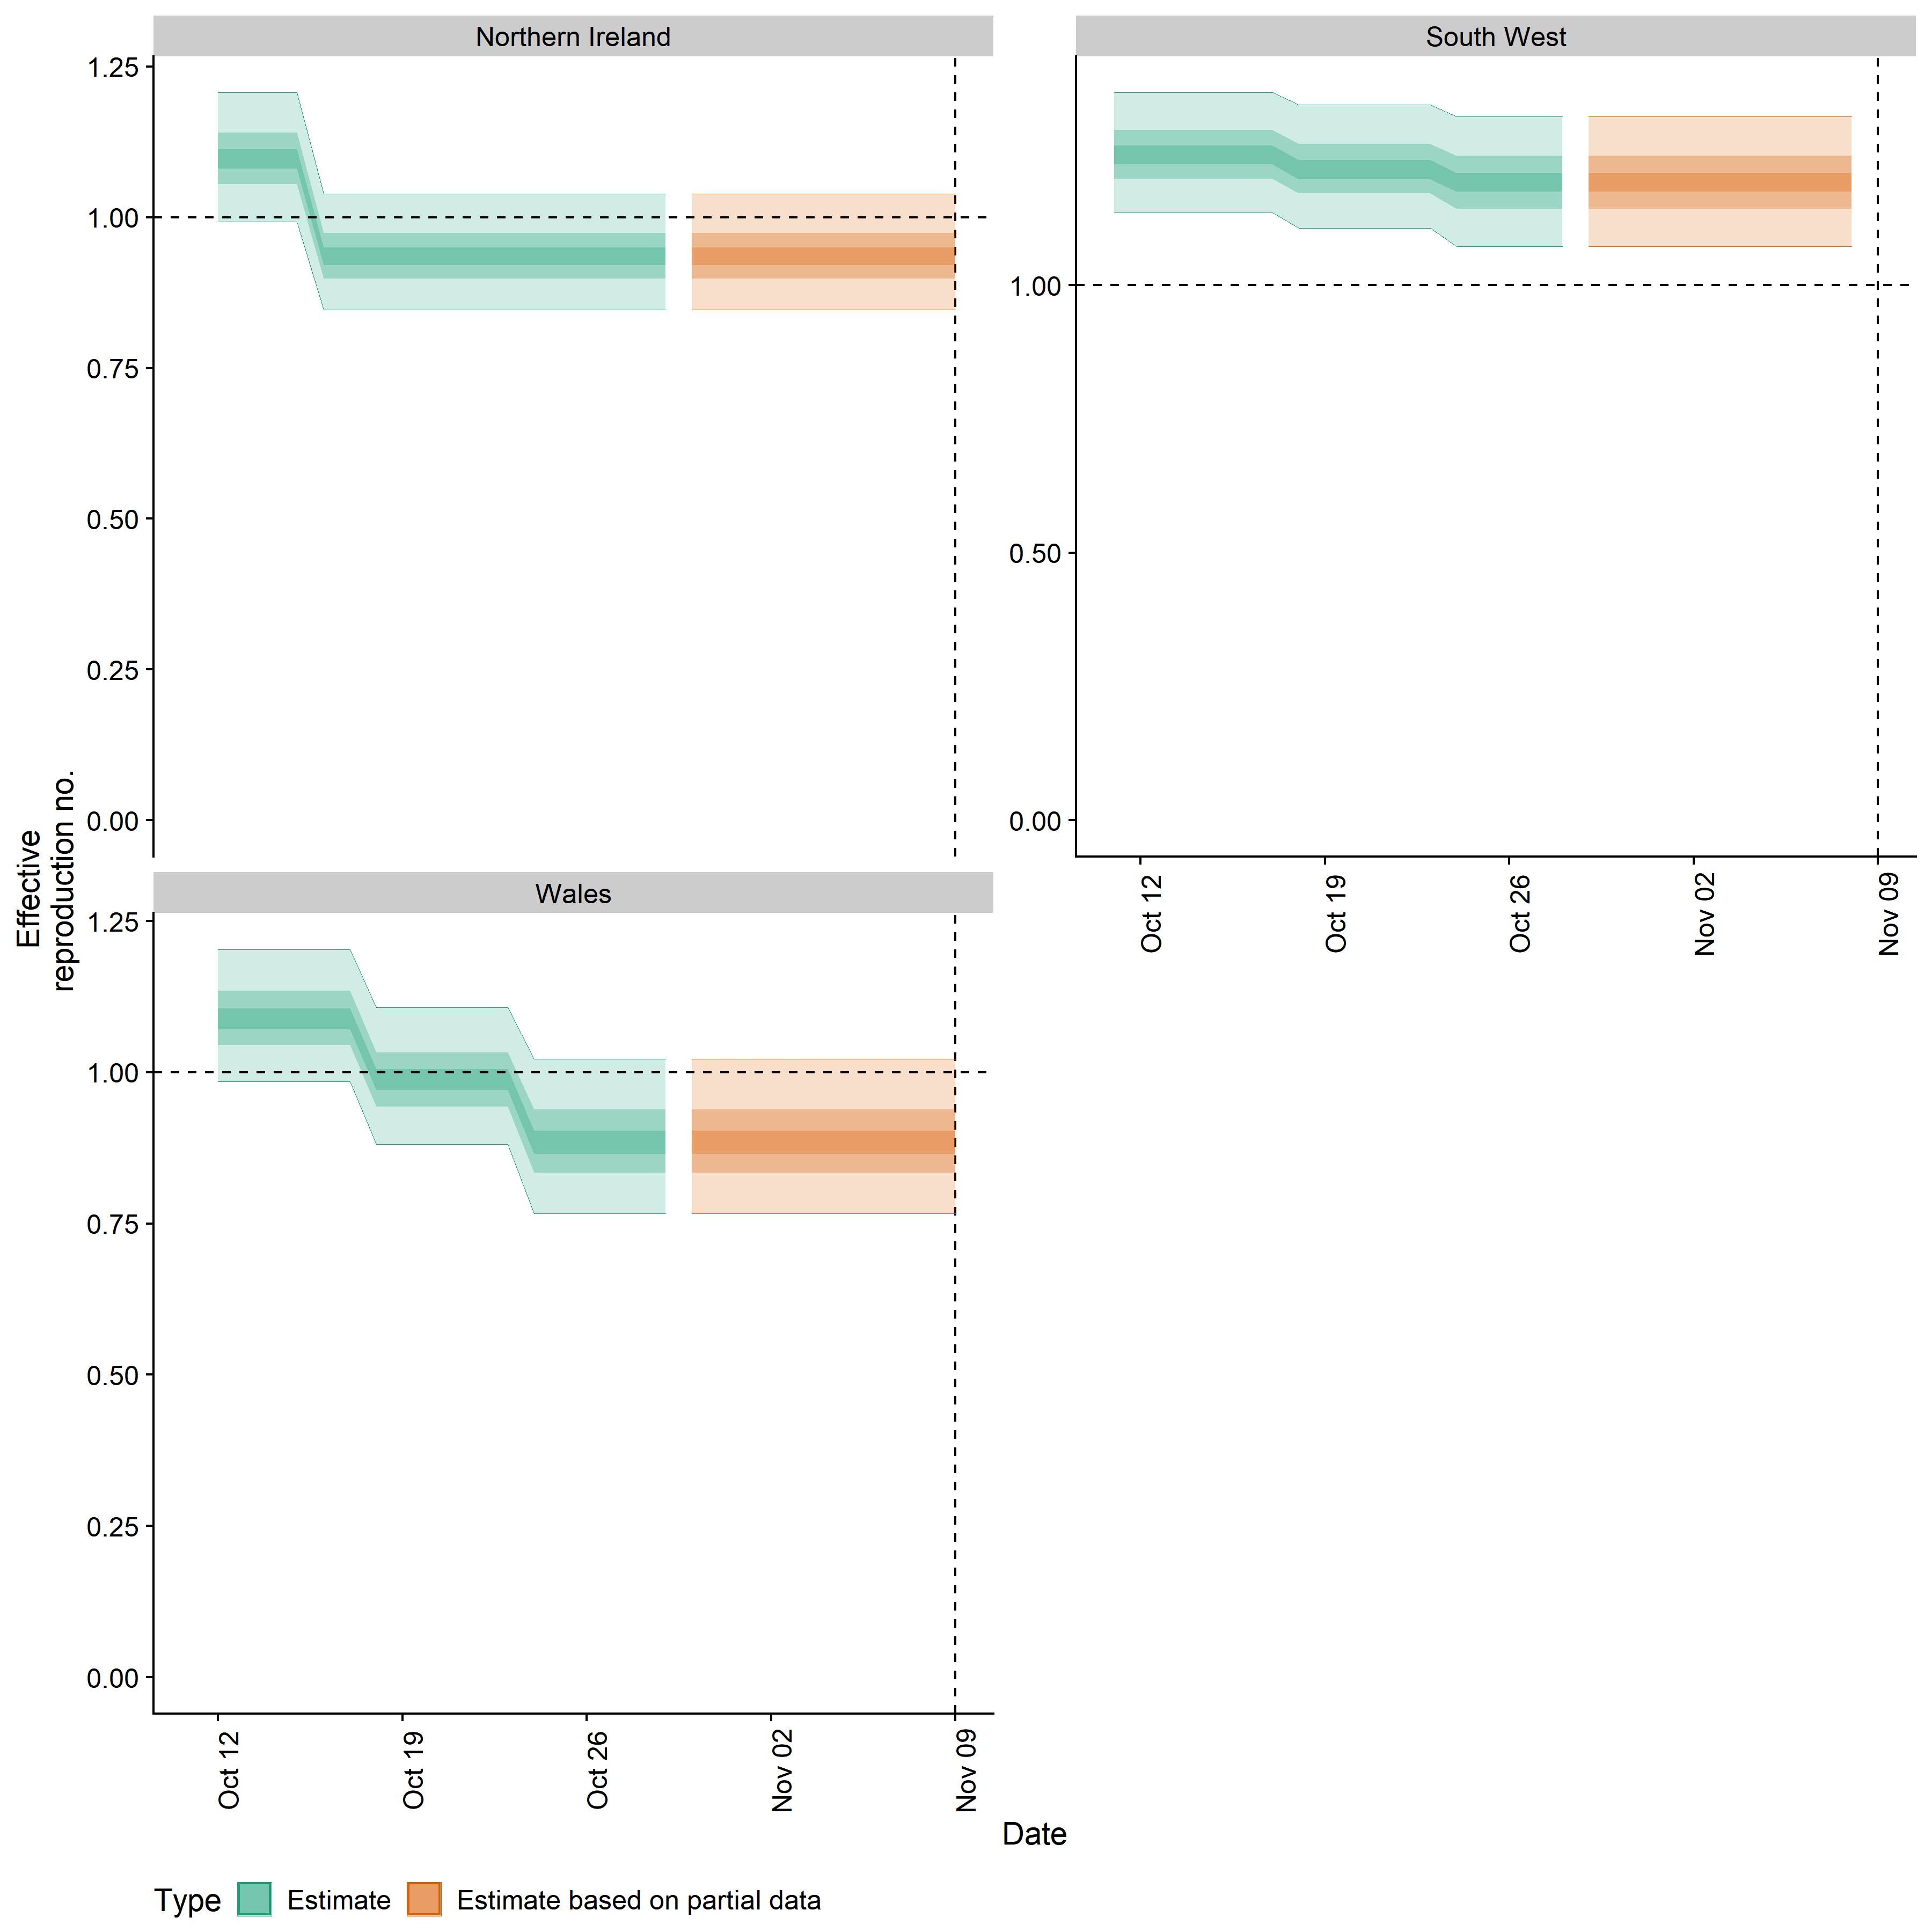 Northern Ireland
1.25
1.00
0.75
0.50
0.25
0.00
South West
1.00
0.50
0.00
Oct 12
Oct 19
Oct 26
Nov 02
Nov 09
Effective
reproduction no.
Wales
1.25
1.00
0.75
0.50
0.25
0.00
Oct 12
Oct 19
Oct 26
Nov 02
Nov 09
Date
Type Estimate Estimate based on partial data